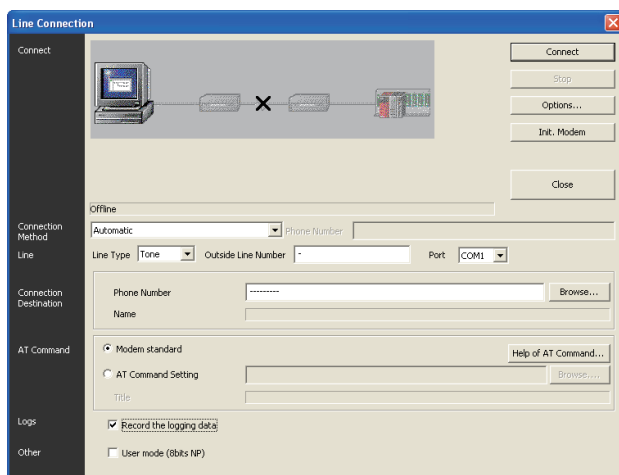 Line Connection
Connect
Connect
Stop
Options...
Init. Modem
Close
Offline
Connection Method
Automatic
Phone Number
Line
Line Type
Tone
Outside Line Number
-
Port
COM1
Connection Destination
Phone Number
---------
Browse...
Name
AT Command
Modem standard
Help of AT Command...
AT Command Setting
Browse....
Title
Logs
Record the logging data
Other
User mode (8bits NP)